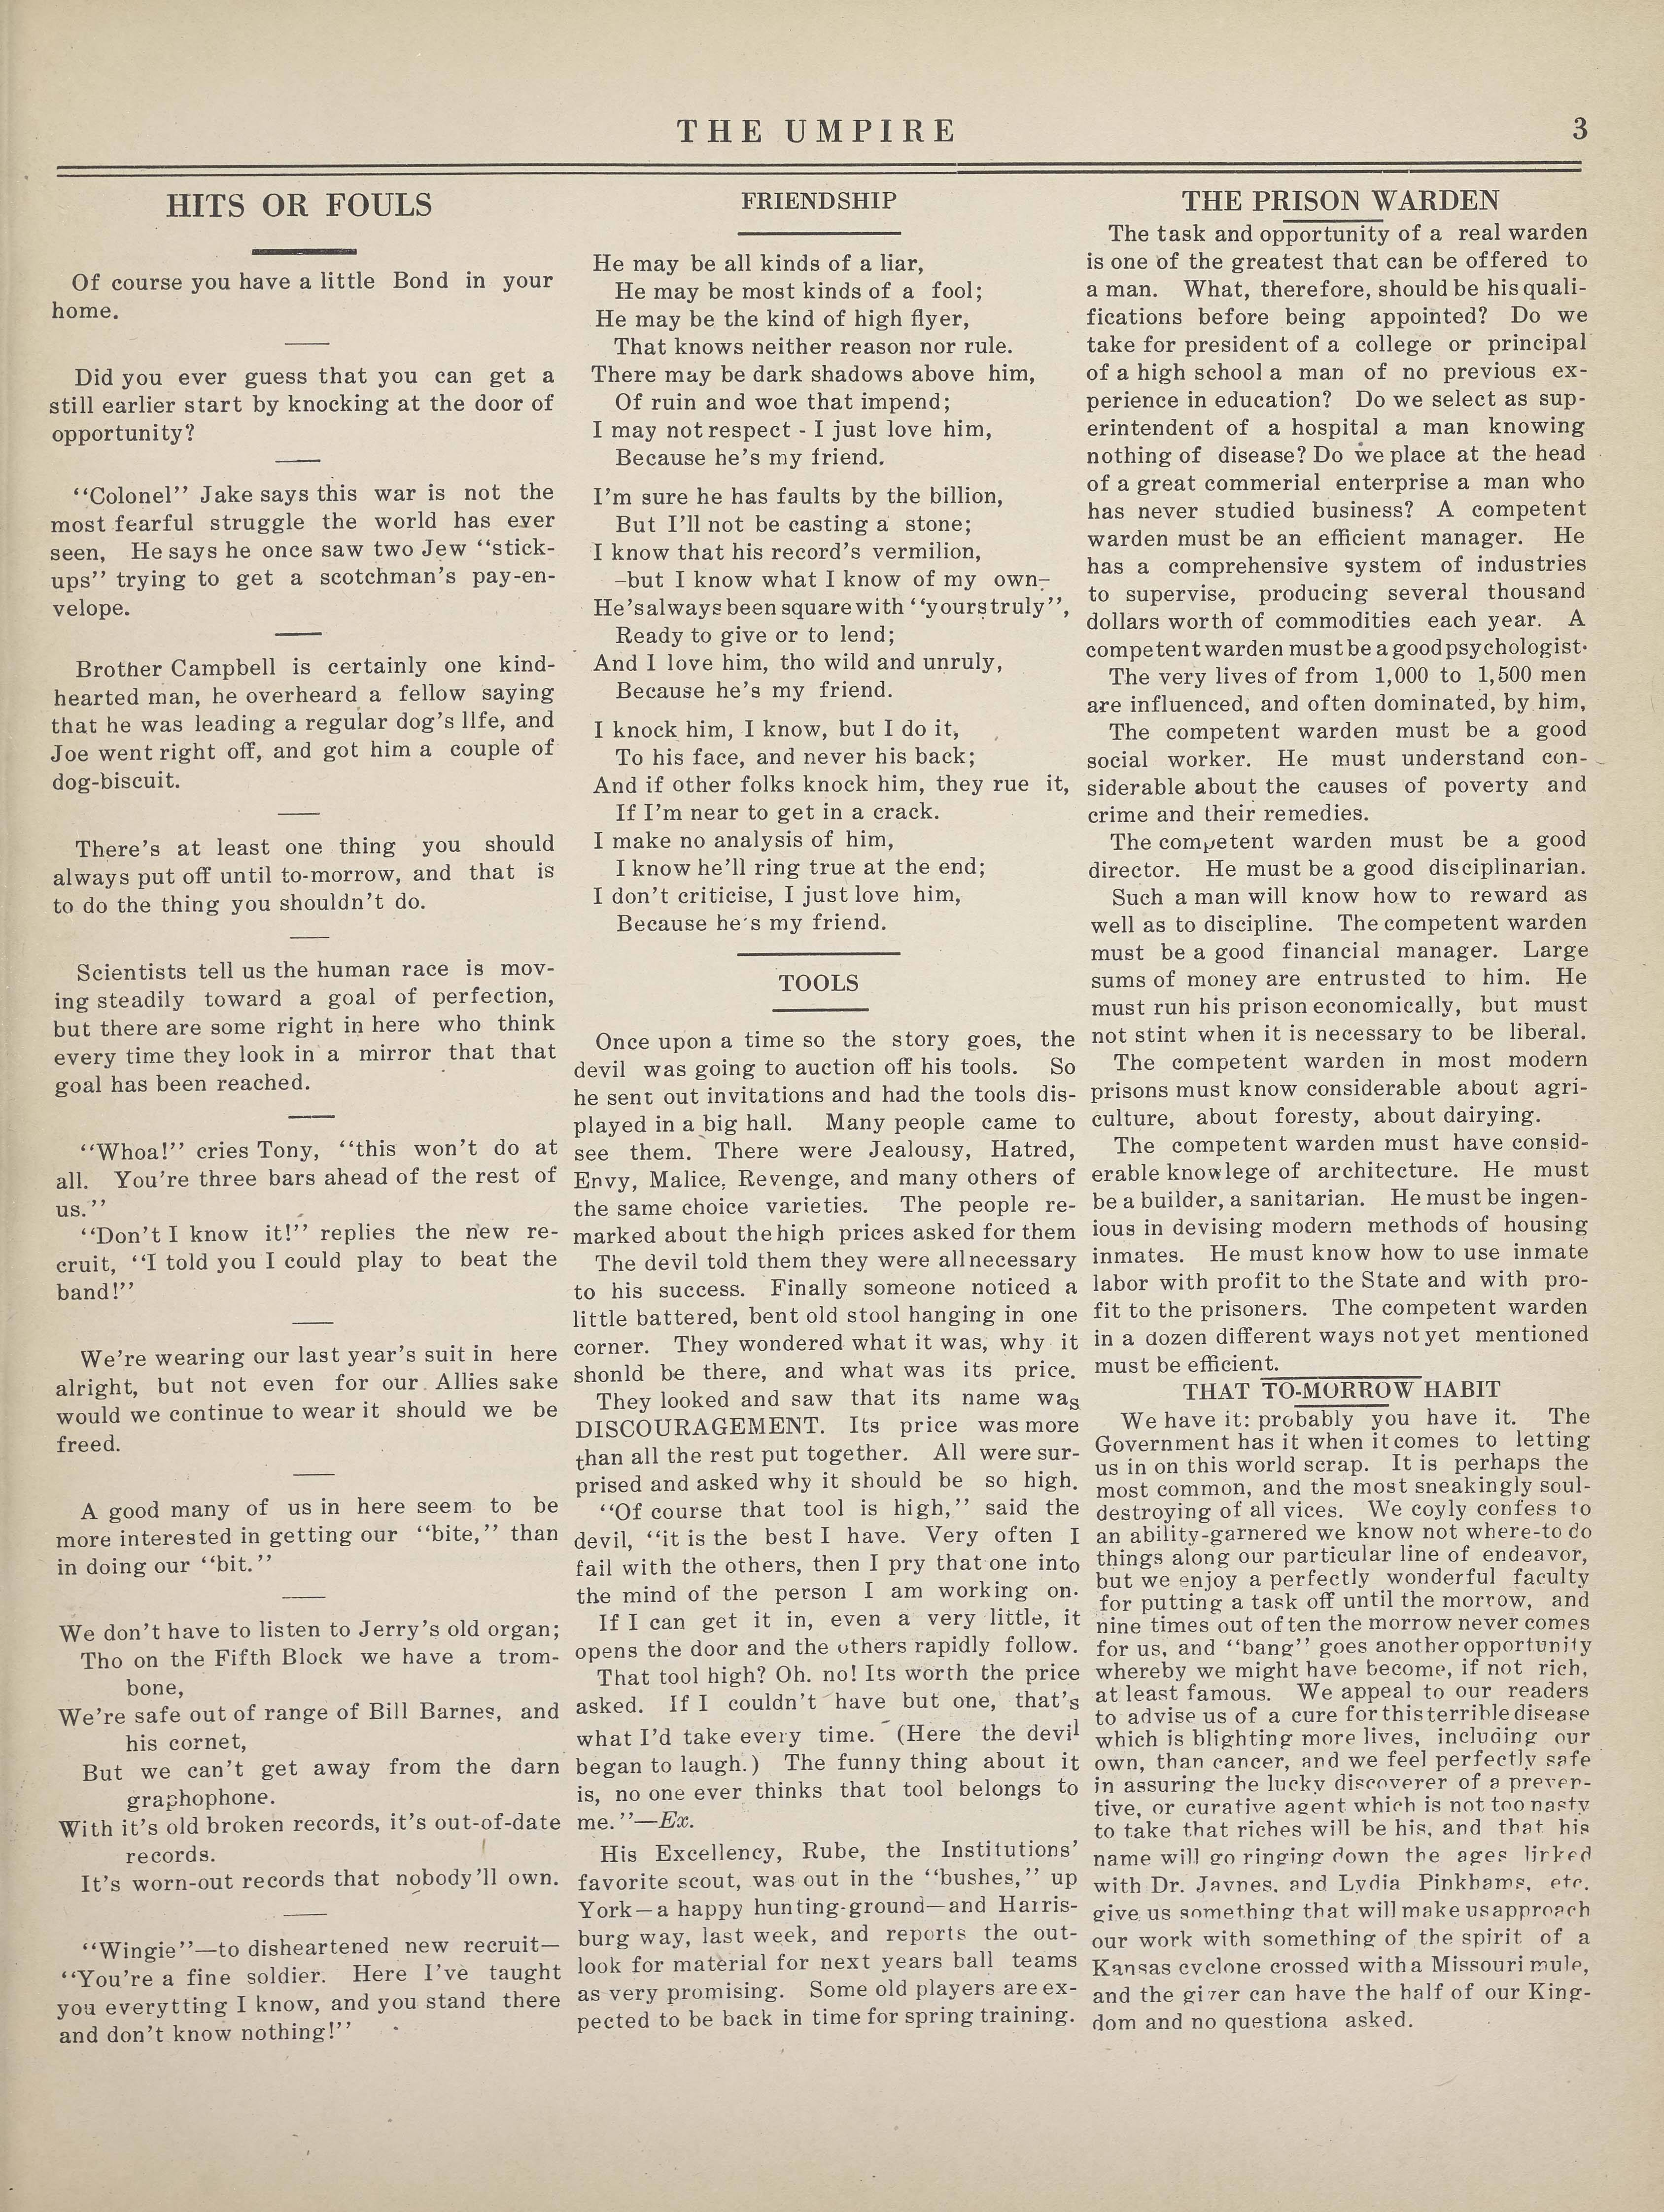 THE UMPIRE
3
HITS OR FOULS
Of course you have a little Bond in your
home.
Did you ever guess that you can get a
still earlier start by knocking at the door of
opportunity?
‘‘Colonel’’ Jake says this war is not the
most fearful struggle the world has ever
seen, He says he once saw two Jew ‘‘stick-
ups’’ trying to get a scotchman's pay-en-
velope.
Brother Campbell is certainly one kind-
hearted man, he overheard a fellow saying
that he was leading a regular dog's life, and
Joe went right off, and got him a couple of
dog-biscuit.
There's at least one thing you should
always put off until to-morrow, and that is
to do the thing you shouldn't do.
Scientists tell us the human race is mov-
ing steadily toward a goal of perfection,
but there are some right in here who think
every time they look in a mirror that that
goal has been reached.
‘‘Whoa!’’ cries Tony, ‘‘this won't do at
all. You're three bars ahead of the rest of
us.’’
‘‘Don't I know it!’’ replies the new re-
cruit, ‘‘I told you I could play to beat the
band!’’
We're wearing our last year's suit in here
alright, but not even for our Allies sake
would we continue to wear it should we be
freed.
A good many of us in here seem to be
more interested in getting our ‘‘bite,’’ than
in doing our ‘‘bit.’’
We don't have to listen to Jerry's old organ;
Tho on the Fifth Block we have a trom-
bone,
We're safe out of range of Bill Barnes, and
his cornet,
But we can't get away from the darn
graphophone.
With it's old broken records, it's out-of-date
records.
It's worn-out records that nobody'll own.
‘‘Wingie’’—to disheartened new recruit—
‘‘You're a fine soldier. Here I've taught
you everytting I know, and you stand there
and don't know nothing!’’
FRIENDSHIP
He may be all kinds of a liar,
He may be most kinds of a fool;
He may be the kind of high flyer,
That knows neither reason nor rule.
There may be dark shadows above him,
Of ruin and woe that impend;
I may not respect - I just love him,
Because he's my friend.
I'm sure he has faults by the billion,
But I'll not be casting a stone;
I know that his record's vermilion,
-but I know what I know of my own-
He's always been square with ‘‘yours truly’’,
Ready to give or to lend;
And I love him, tho wild and unruly,
Because he's my friend.
I knock him, I know, but I do it,
To his face, and never his back;
And if other folks knock him, they rue it,
If I'm near to get in a crack.
I make no analysis of him,
I know he'll ring true at the end;
I don't criticise, I just love him,
Because he's my friend.
TOOLS
Once upon a time so the story goes, the
devil was going to auction off his tools. So
he sent out invitations and had the tools dis-
played in a big hall. Many people came to
see them. There were Jealousy, Hatred,
Envy, Malice, Revenge, and many others of
the same choice varieties. The people re-
marked about the high prices asked for them
The devil told them they were all necessary
to his success. Finally someone noticed a
little battered, bent old stool hanging in one
corner. They wondered what it was, why it
shonld be there, and what was its price.
They looked and saw that its name was
DISCOURAGEMENT. Its price was more
than all the rest put together. All were sur-
prised and asked why it should be so high.
‘‘Of course that tool is high,’’ said the
devil, ‘‘it is the best I have. Very often I
fail with the others, then I pry that one into
the mind of the person I am working on.
If I can get it in, even a very little, it
opens the door and the others rapidly follow.
That tool high? Oh. no! Its worth the price
asked. If I couldn't have but one, that's
what I'd take every time. (Here the devil
began to laugh.) The funny thing about it
is, no one ever thinks that tool belongs to
me.’’—Ex.
His Excellency, Rube, the Institutions'
favorite scout, was out in the ‘‘bushes,’’ up
York—a happy hunting-ground—and Harris-
burg way, last week, and reports the out-
look for material for next years ball teams
as very promising. Some old players are ex-
pected to be back in time for spring training.
THE PRISON WARDEN
The task and opportunity of a real warden
is one of the greatest that can be offered to
a man. What, therefore, should be his quali-
fications before being appointed? Do we
take for president of a college or principal
of a high school a man of no previous ex-
perience in education? Do we select as sup-
erintendent of a hospital a man knowing
nothing of disease? Do we place at the head
of a great commerial enterprise a man who
has never studied business? A competent
warden must be an efficient manager. He
has a comprehensive system of industries
to supervise, producing several thousand
dollars worth of commodities each year. A
competent warden must be a good psychologist.
The very lives of from 1,000 to 1,500 men
are influenced, and often dominated, by him,
The competent warden must be a good
social worker. He must understand con-
siderable about the causes of poverty and
crime and their remedies.
The competent warden must be a good
director. He must be a good disciplinarian.
Such a man will know how to reward as
well as to discipline. The competent warden
must be a good financial manager. Large
sums of money are entrusted to him. He
must run his prison economically, but must
not stint when it is necessary to be liberal.
The competent warden in most modern
prisons must know considerable about agri-
culture, about foresty, about dairying.
The competent warden must have consid-
erable knowlege of architecture. He must
be a builder, a sanitarian. He must be ingen-
ious in devising modern methods of housing
inmates. He must know how to use inmate
labor with profit to the State and with pro-
fit to the prisoners. The competent warden
in a dozen different ways not yet mentioned
must be efficient.
THAT TO-MORROW HABIT
We have it: probably you have it. The
Government has it when it comes to letting
us in on this world scrap. It is perhaps the
most common, and the most sneakingly soul-
destroying of all vices. We coyly confess to
an ability-garnered we know not where-to do
things along our particular line of endeavor,
but we enjoy a perfectly wonderful faculty
for putting a task off until the morrow, and
nine times out of ten the morrow never comes
for us, and ‘‘bang’’ goes another opportunity
whereby we might have become, if not rich,
at least famous. We appeal to our readers
to advise us of a cure for this terrible disease
which is blighting more lives, including our
own, than cancer, and we feel perfectly safe
in assuring the lucky discoverer of a preven-
tive, or curative agent which is not too nasty
to take that riches will be his, and that his
name will go ringing down the ages linked
with Dr. Jaynes, and Lydia Pinkhams, etc.
give us something that will make us approach
our work with something of the spirit of a
Kansas cyclone crossed with a Missouri mule,
and the giver can have the half of our King-
dom and no questiona asked.